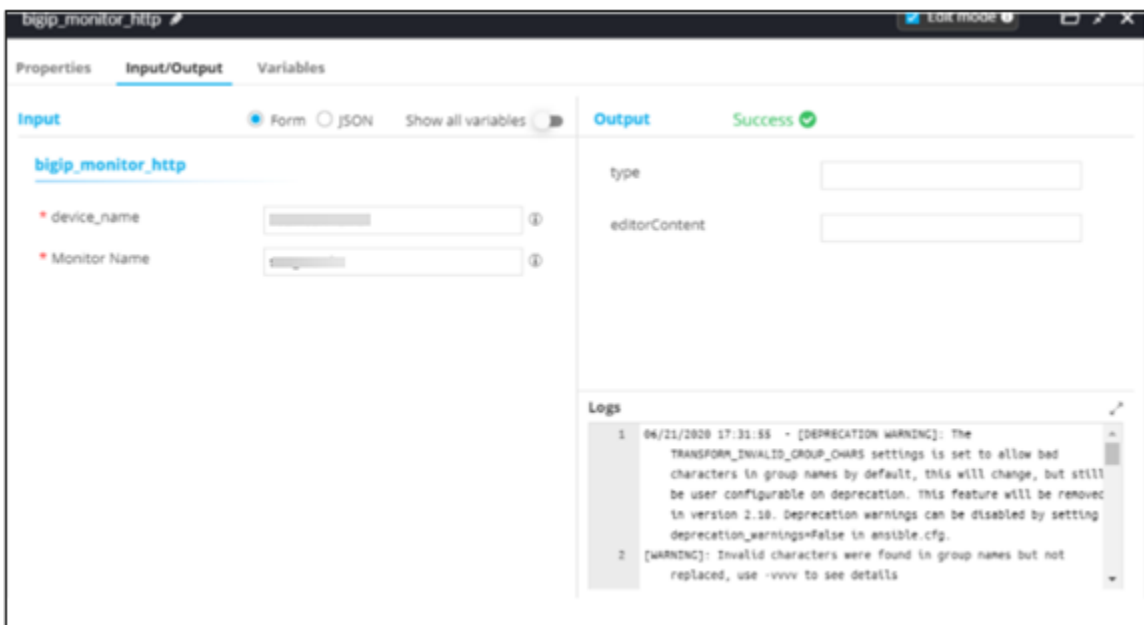 bigip_monitor_http
Edit mode
Properties Input/Output Variables
Input Form JSON Show all variables
bigip_monitor_http
* device_name
* Monitor Name
Output Success
type
editorContent
Logs
1 06/21/2020 17:31:55 - [DEPRECATION WARNING]: The
TRANSFORM_INVALID_GROUP_CHARS settings is set to allow bad
characters in group names by default, this will change, but still
be user configurable on deprecation. This feature will be removed
in version 2.10. Deprecation warnings can be disabled by setting
deprecation_warnings=False in ansible.cfg.
2 [WARNING]: Invalid characters were found in group names but not
replaced, use -vvvv to see details